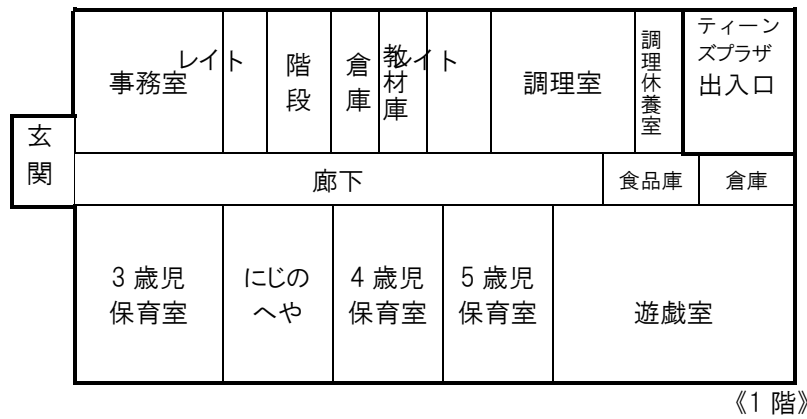 事務室
レイト
階段
倉庫
教材庫
レイト
調理室
調理休養室
ティーン
ズプラザ
出入口
玄関
廊下
食品庫
倉庫
3 歳児
保育室
にじの
へや
4 歳児
保育室
5 歳児
保育室
遊戯室
《1 階》